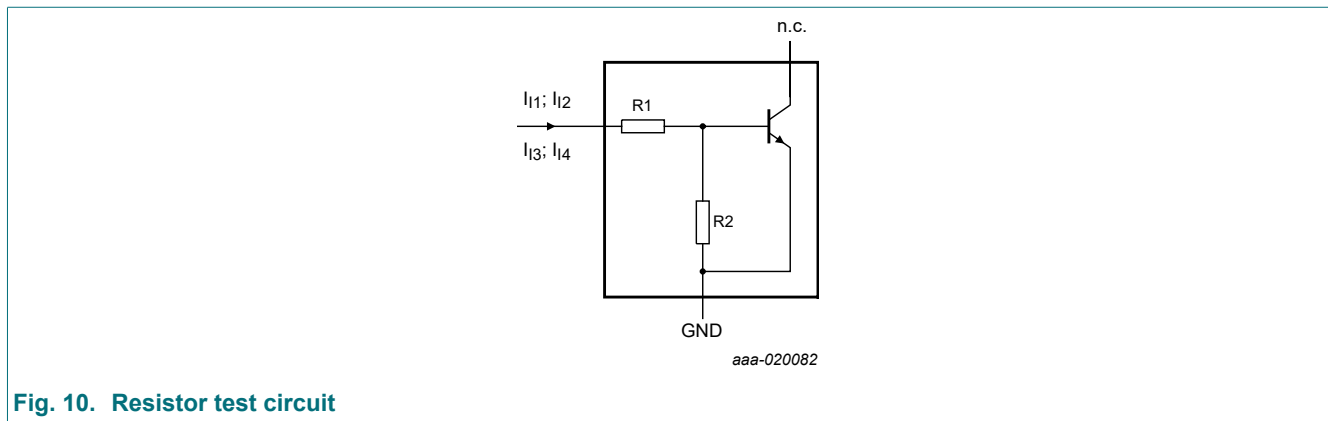 n.c.
II1; II2
R1
II3; II4
R2
GND
aaa-020082
Fig. 10. Resistor test circuit